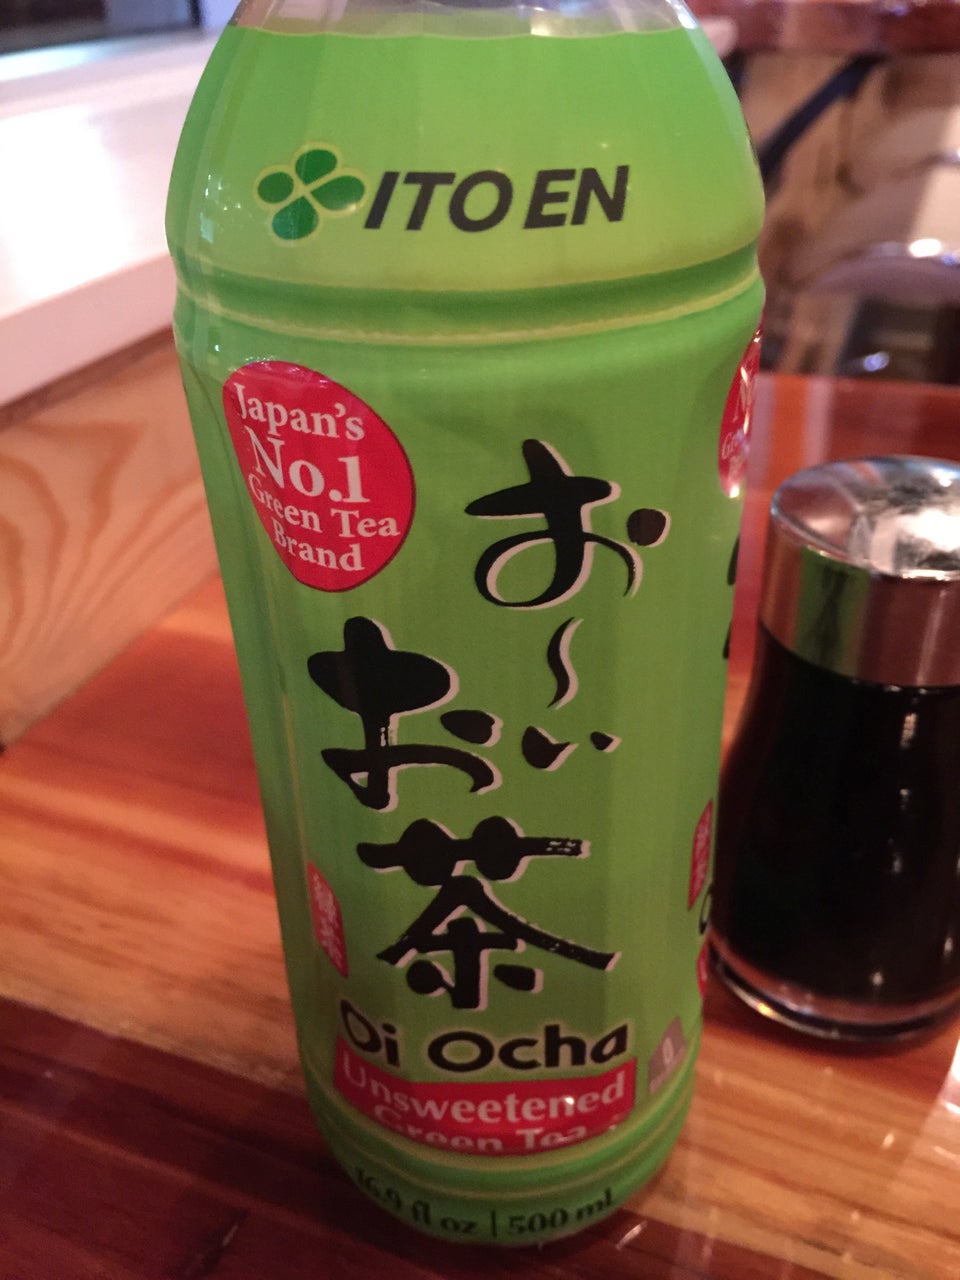 ITO EN
Japan's
No.1
Green Tea
Brand
お〜い
お茶
Oi Ocha
Unsweetened
Green Tea
16.9 fl oz | 500 mL
0